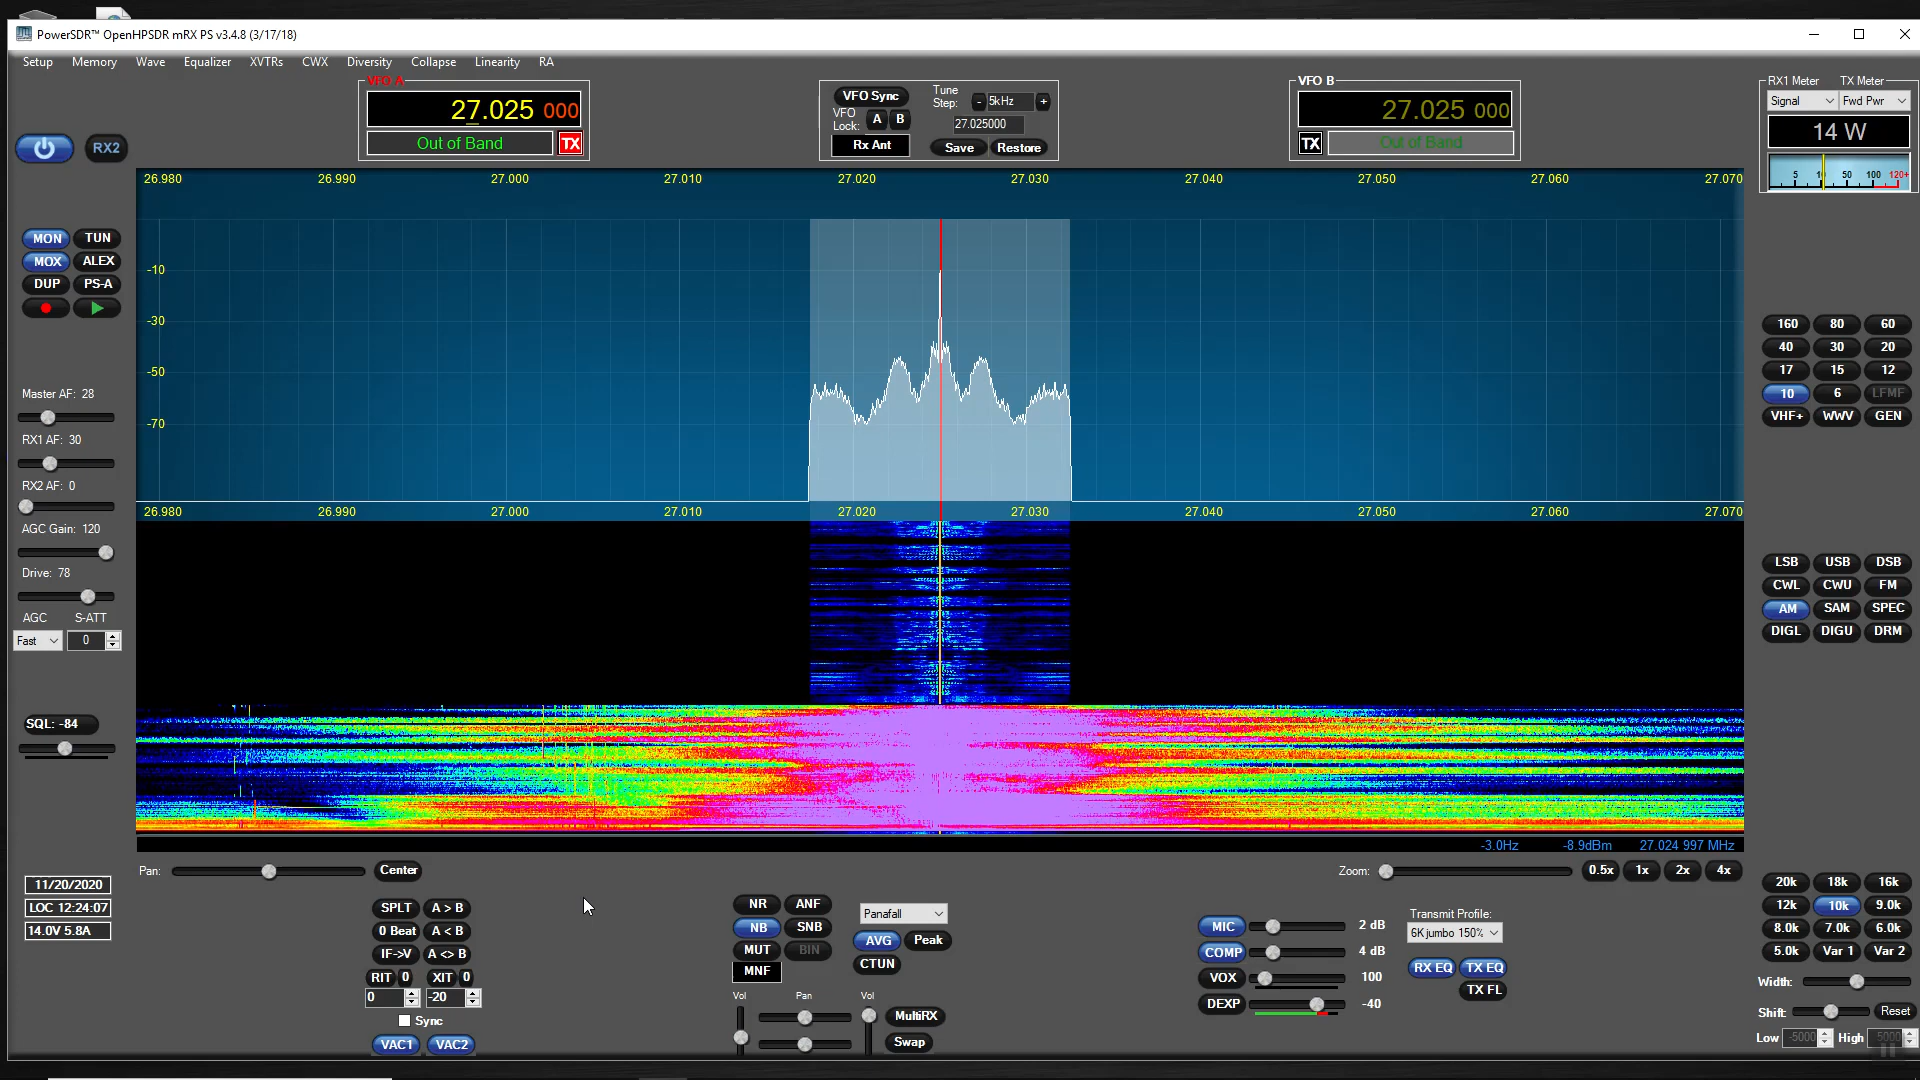 PowerSDR™ OpenHPSDR mRX PS v3.4.8 (3/17/18)
Setup Memory Wave Equalizer XVTRs CWX Diversity Collapse Linearity RA
VFO A
27.025 000
Out of Band TX
VFO Sync
VFO Lock: A B
Rx Ant
Tune Step: - 5kHz +
27.025000
Save Restore
VFO B
27.025 000
TX Out of Band
RX1 Meter TX Meter
Signal Fwd Pwr
14 W
5 10 50 100 120+
RX2
26.980 26.990 27.000 27.010 27.020 27.030 27.040 27.050 27.060 27.070
-10
-30
-50
-70
26.980 26.990 27.000 27.010 27.020 27.030 27.040 27.050 27.060 27.070
MON TUN
MOX ALEX
DUP PS-A
Master AF: 28
RX1 AF: 30
RX2 AF: 0
AGC Gain: 120
Drive: 78
AGC S-ATT
Fast 0
SQL: -84
160 80 60
40 30 20
17 15 12
10 6 LFMF
VHF+ WWV GEN
LSB USB DSB
CWL CWU FM
AM SAM SPEC
DIGL DIGU DRM
-3.0Hz -8.9dBm 27.024 997 MHz
Pan: Center
Zoom: 0.5x 1x 2x 4x
11/20/2020
LOC 12:24:07
14.0V 5.8A
SPLT A > B
0 Beat A < B
IF->V A <> B
RIT 0 XIT 0
0 -20
Sync
VAC1 VAC2
NR ANF
NB SNB
MUT BIN
MNF
Panafall
AVG Peak
CTUN
Vol Pan Vol
MultiRX
Swap
MIC 2 dB
COMP 4 dB
VOX 100
DEXP -40
Transmit Profile:
6K jumbo 150%
RX EQ TX EQ
TX FL
20k 18k 16k
12k 10k 9.0k
8.0k 7.0k 6.0k
5.0k Var 1 Var 2
Width:
Shift: Reset
Low -5000 High 5000